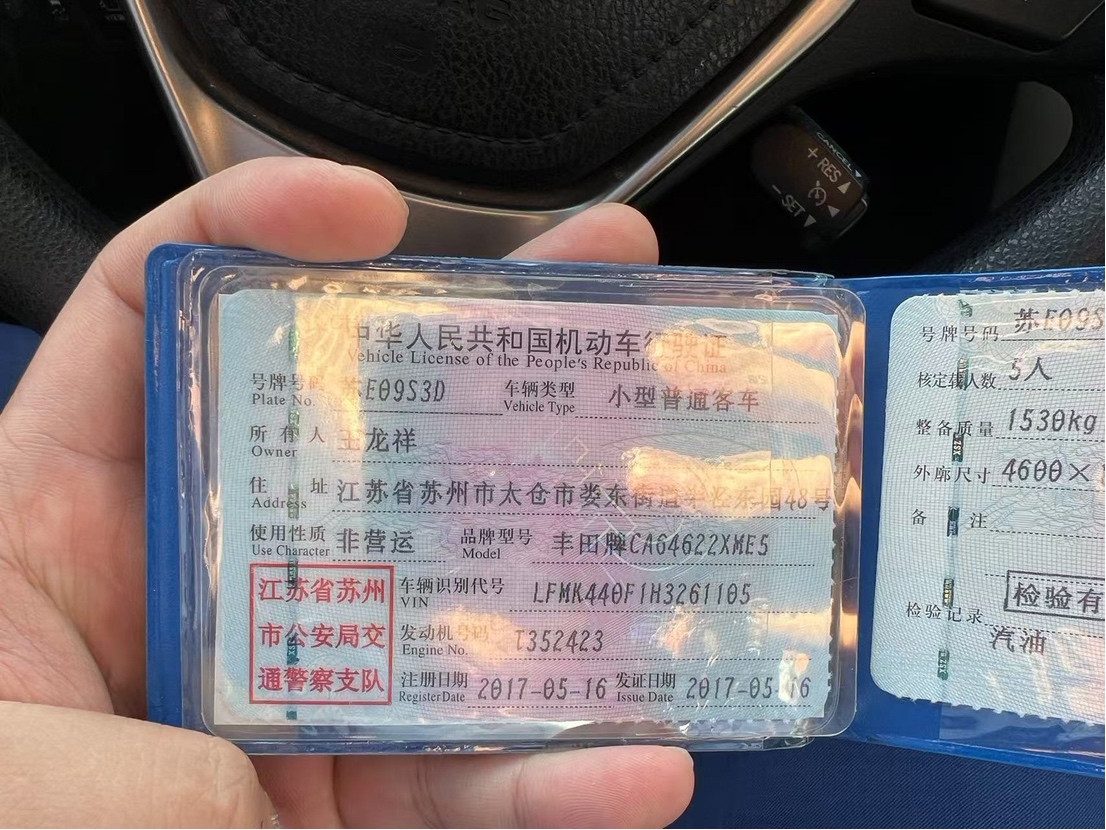 CANCEL
+ RES
- SET
中华人民共和国机动车行驶证
Vehicle License of the People's Republic of China
号牌号码 苏E09S3D 车辆类型 小型普通客车
Plate No. Vehicle Type
所有人 王龙祥
Owner
住址 江苏省苏州市太仓市娄东街道 东园48号
Address
使用性质 非营运 品牌型号 丰田牌CA64622XME5
Use Character Model
江苏省苏州
市公安局交
通警察支队
车辆识别代号 LFMK440F1H3261105
VIN
发动机号码 T352423
Engine No.
注册日期 2017-05-16 发证日期 2017-05-16
Register Date Issue Date
号牌号码 苏E09S
核定载人数 5人
整备质量 1530kg
外廓尺寸 4600×
备注
检验记录 检验有
汽油